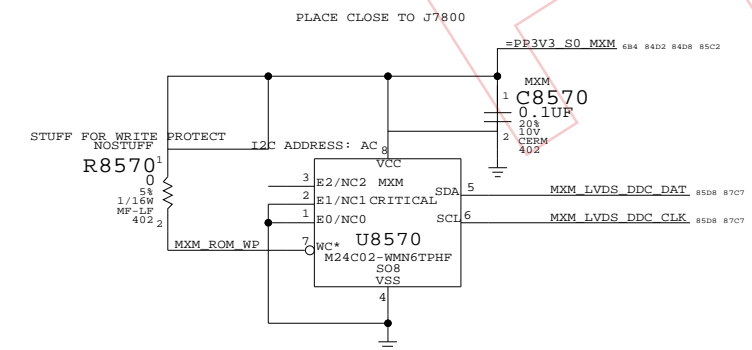 PLACE CLOSE TO J7800
=PP3V3_S0_MXM 6B4 84D2 84D8 85C2
MXM
1 C8570
0.1UF
20%
10V
2 CERM
402
STUFF FOR WRITE PROTECT
NOSTUFF
I2C ADDRESS: AC
8
R8570 1
0
5%
1/16W
MF-LF
402 2
VCC
3 E2/NC2 MXM
SDA 5 MXM_LVDS_DDC_DAT 85D8 87C7
2 E1/NC1 CRITICAL
1 E0/NC0
SCL 6 MXM_LVDS_DDC_CLK 85D8 87C7
MXM_ROM_WP 7 WC*
U8570
M24C02-WMN6TPHF
SO8
VSS
4